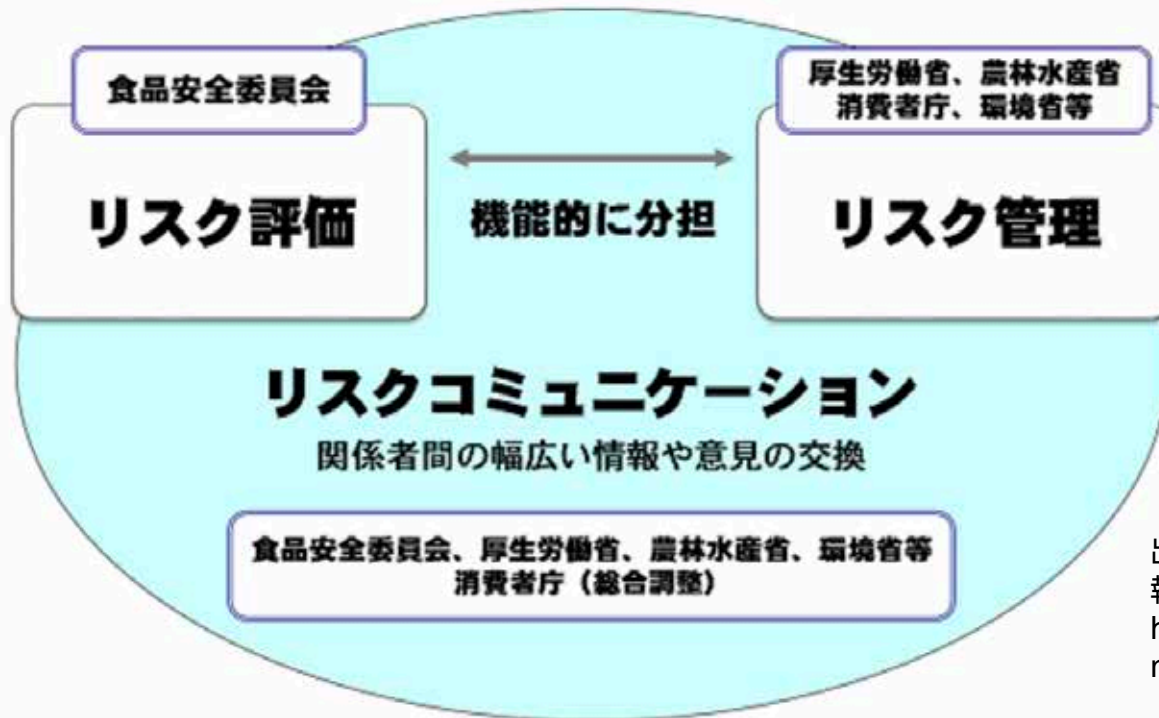 食品安全委員会
厚生労働省、農林水産省
消費者庁、環境省等
リスク評価
機能的に分担
リスク管理
リスクコミュニケーション
関係者間の幅広い情報や意見の交換
食品安全委員会、厚生労働省、農林水産省、環境省等
消費者庁（総合調整）